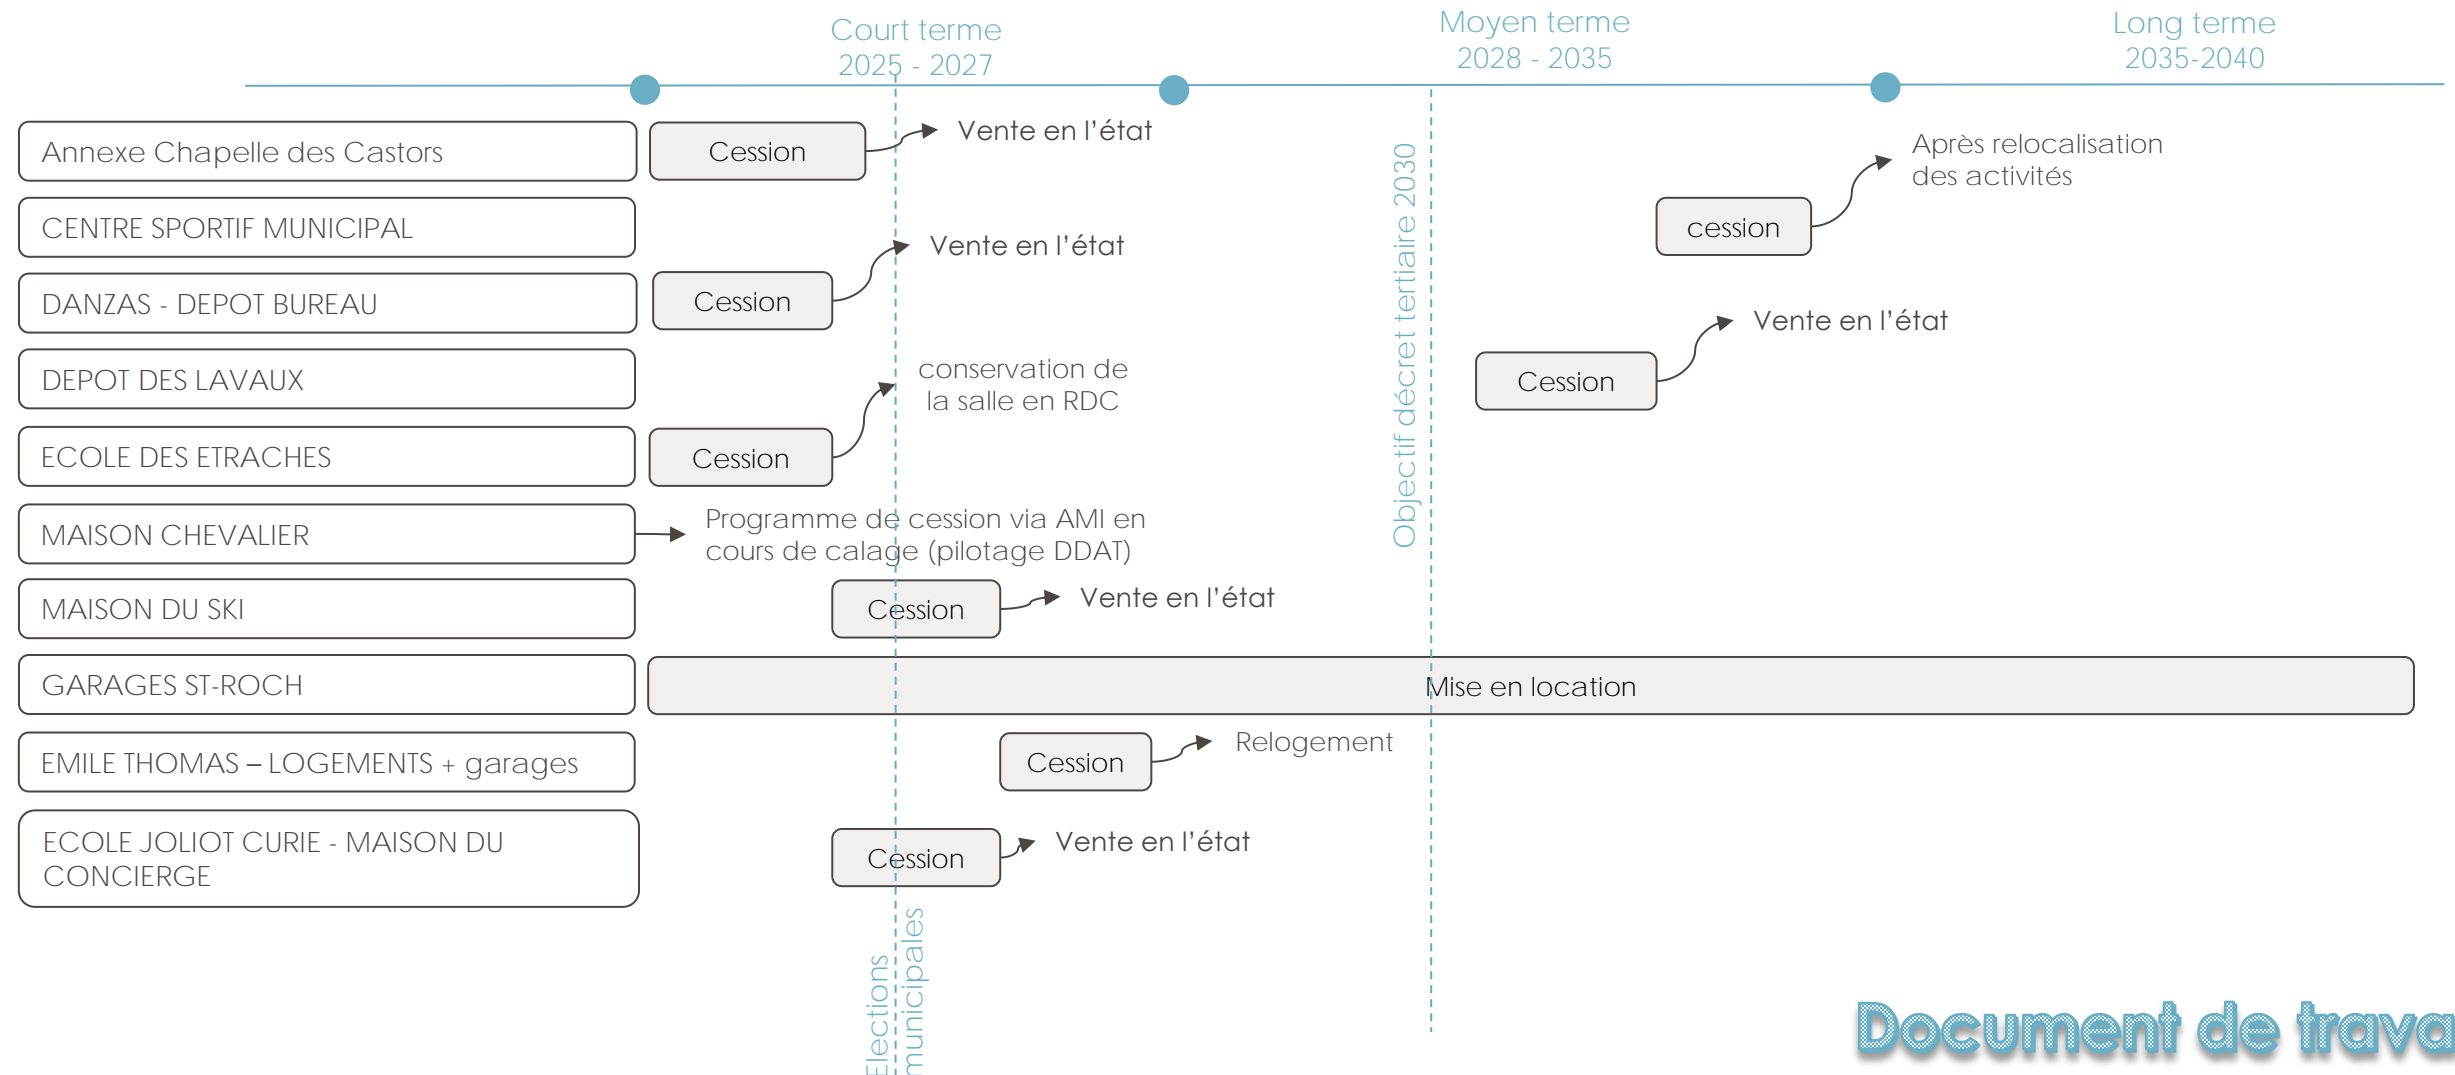 Court terme
2025 - 2027
Moyen terme
2028 - 2035
Long terme
2035-2040
Annexe Chapelle des Castors
Cession
Vente en l'état
Après relocalisation
des activités
CENTRE SPORTIF MUNICIPAL
cession
Vente en l'état
DANZAS - DEPOT BUREAU
Cession
Vente en l'état
DEPOT DES LAVAUX
Cession
conservation de
la salle en RDC
ECOLE DES ETRACHES
Cession
Objectif décret tertiaire 2030
MAISON CHEVALIER
Programme de cession via AMI en
cours de calage (pilotage DDAT)
MAISON DU SKI
Cession
Vente en l'état
GARAGES ST-ROCH
Mise en location
EMILE THOMAS – LOGEMENTS + garages
Cession
Relogement
ECOLE JOLIOT CURIE - MAISON DU
CONCIERGE
Cession
Vente en l'état
Elections
municipales
Document de trava